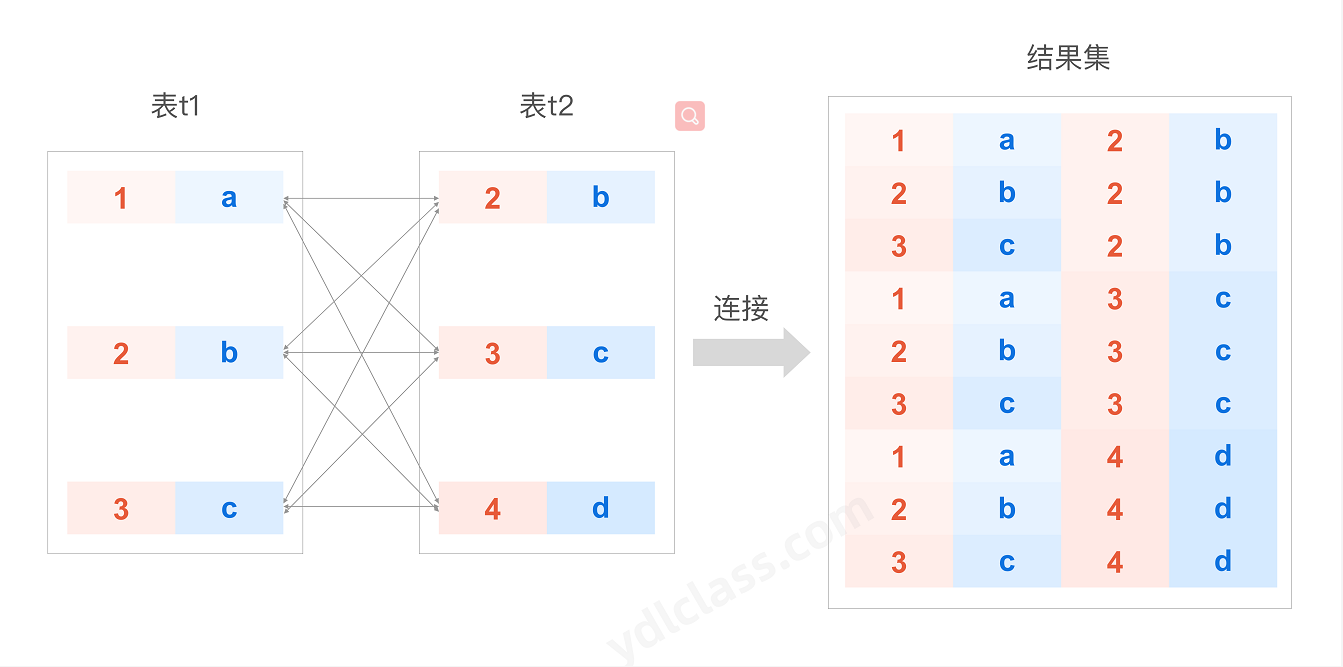 结果集
表t1
表t2
1 a
2 b
3 c
2 b
3 c
4 d
连接
1 a 2 b
2 b 2 b
3 c 2 b
1 a 3 c
2 b 3 c
3 c 3 c
1 a 4 d
2 b 4 d
3 c 4 d
ydlclass.com